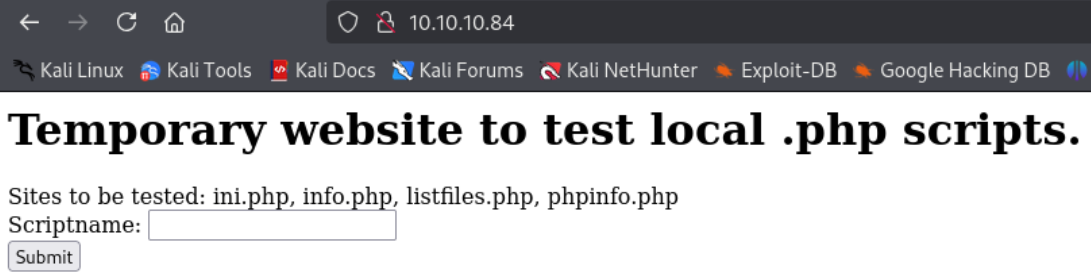 10.10.10.84
Kali Linux Kali Tools Kali Docs Kali Forums Kali NetHunter Exploit-DB Google Hacking DB
Temporary website to test local .php scripts.
Sites to be tested: ini.php, info.php, listfiles.php, phpinfo.php
Scriptname:
Submit